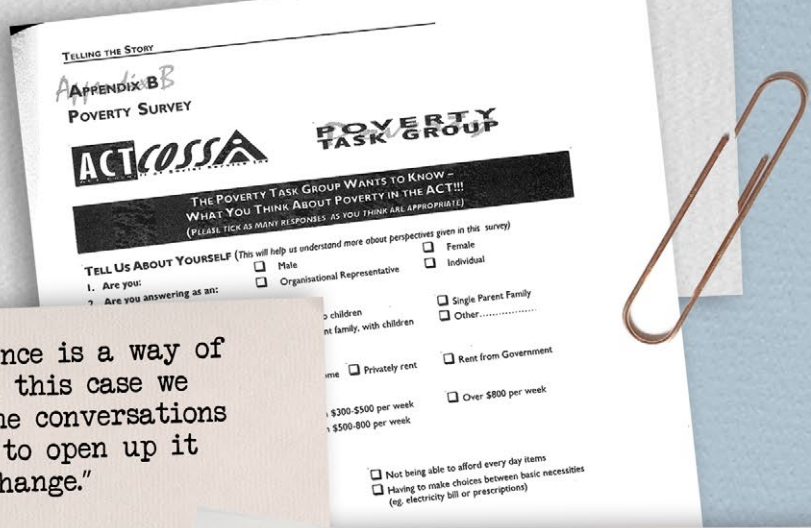 TELLING THE STORY
Appendix B
APPENDIX B
POVERTY SURVEY
ACTCOSS
POVERTY
TASK GROUP
THE POVERTY TASK GROUP WANTS TO KNOW –
WHAT YOU THINK ABOUT POVERTY IN THE ACT!!!
(PLEASE TICK AS MANY RESPONSES AS YOU THINK ARE APPROPRIATE)
TELL US ABOUT YOURSELF (This will help us understand more about perspectives given in this survey)
1. Are you: Male Female
2. Are you answering as an: Organisational Representative Individual
children Single Parent Family
family, with children Other..................
Privately rent Rent from Government
$300-$500 per week Over $800 per week
$500-800 per week
Not being able to afford every day items
Having to make choices between basic necessities
(eg. electricity bill or prescriptions)
nce is a way of
this case we
conversations
to open up it
hange."